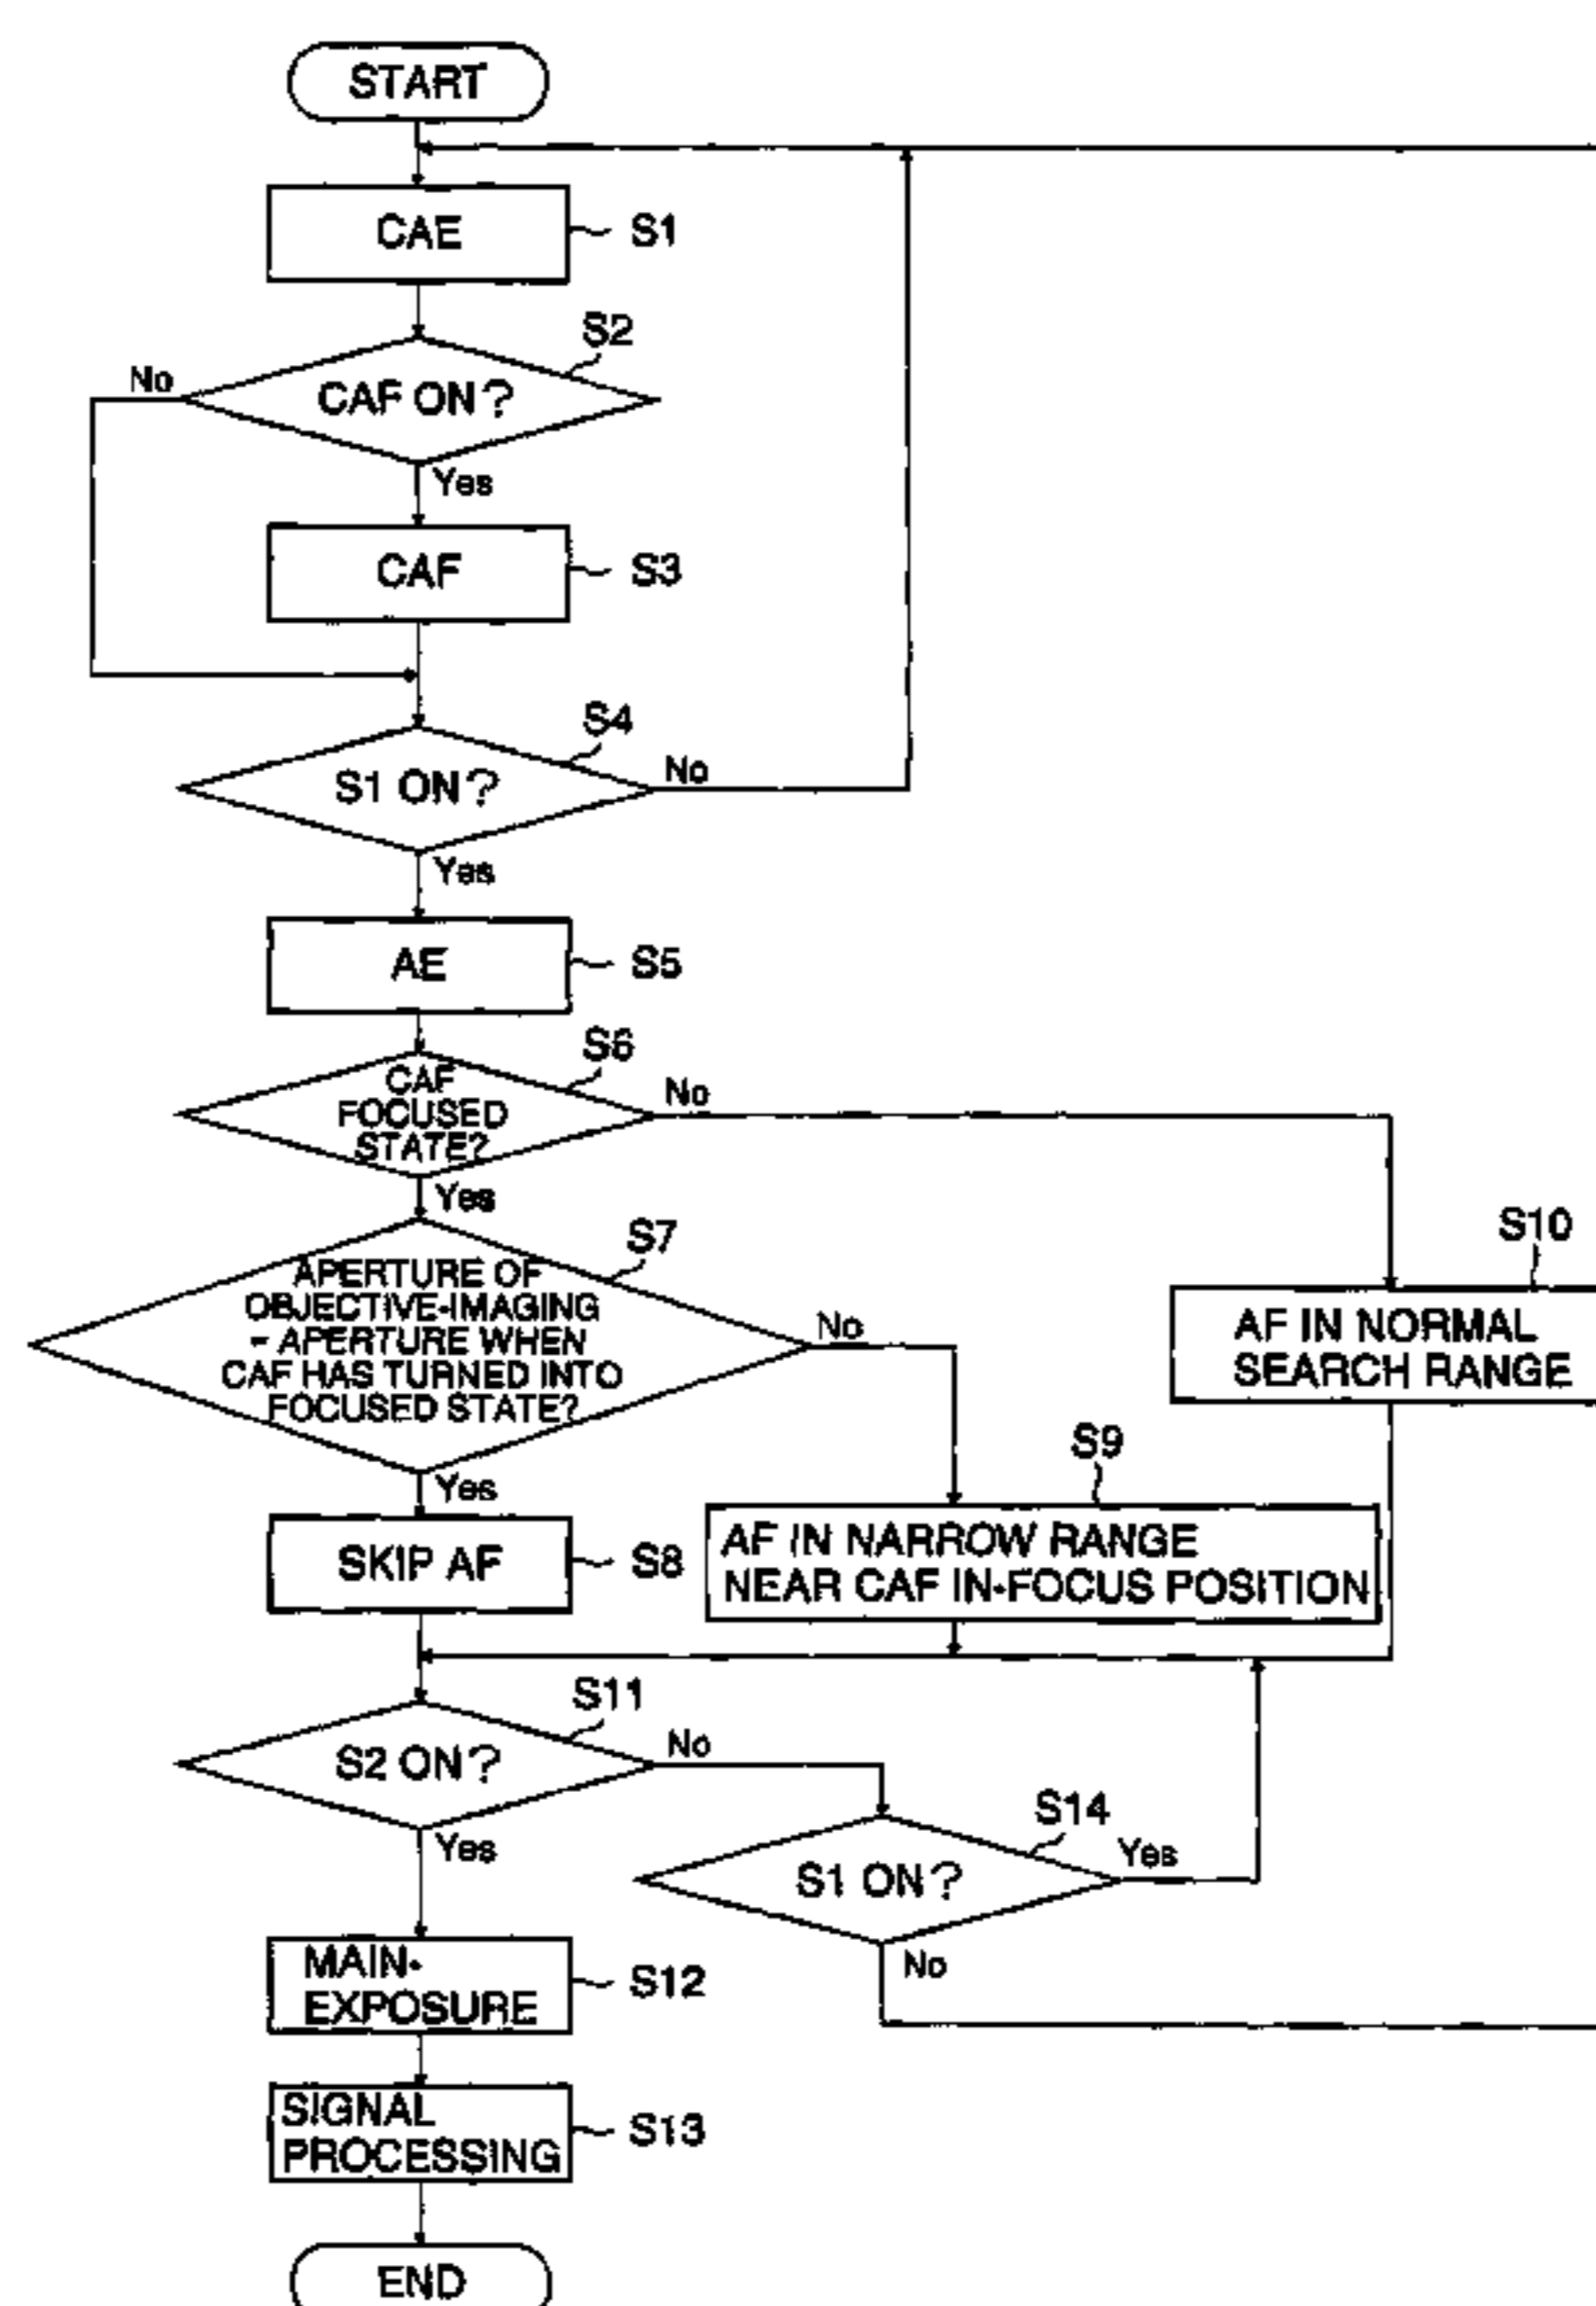 START
CAE
S1
S2
No
CAF ON?
Yes
CAF
S3
S4
S1 ON?
No
Yes
AE
S5
S6
CAF
FOCUSED
STATE?
No
Yes
S7
APERTURE OF
OBJECTIVE-IMAGING
= APERTURE WHEN
CAF HAS TURNED INTO
FOCUSED STATE?
No
Yes
S10
AF IN NORMAL
SEARCH RANGE
S9
AF IN NARROW RANGE
NEAR CAF IN-FOCUS POSITION
SKIP AF
S8
S11
S2 ON?
No
Yes
S14
S1 ON?
Yes
No
MAIN-
EXPOSURE
S12
SIGNAL
PROCESSING
S13
END